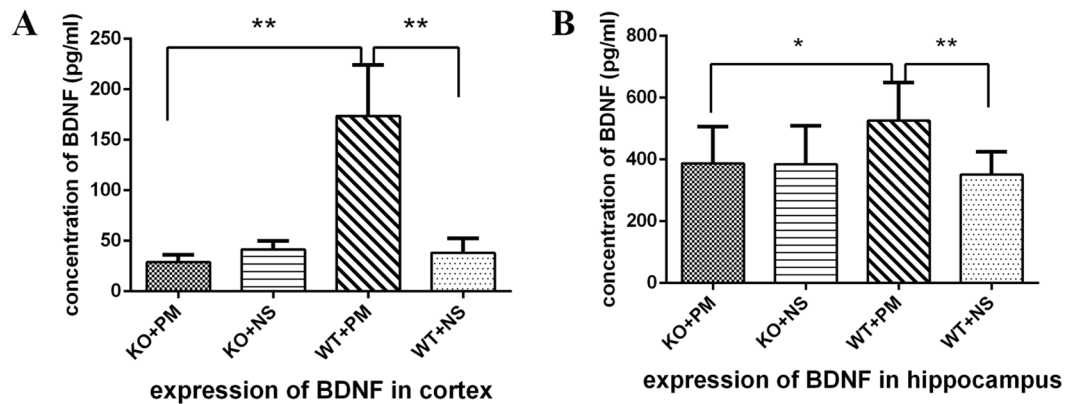 A
concentration of BDNF (pg/ml)
250
200
150
100
50
0
** **
KO+PM
KO+NS
WT+PM
WT+NS
expression of BDNF in cortex
B
concentration of BDNF (pg/ml)
800
600
400
200
0
* **
KO+PM
KO+NS
WT+PM
WT+NS
expression of BDNF in hippocampus